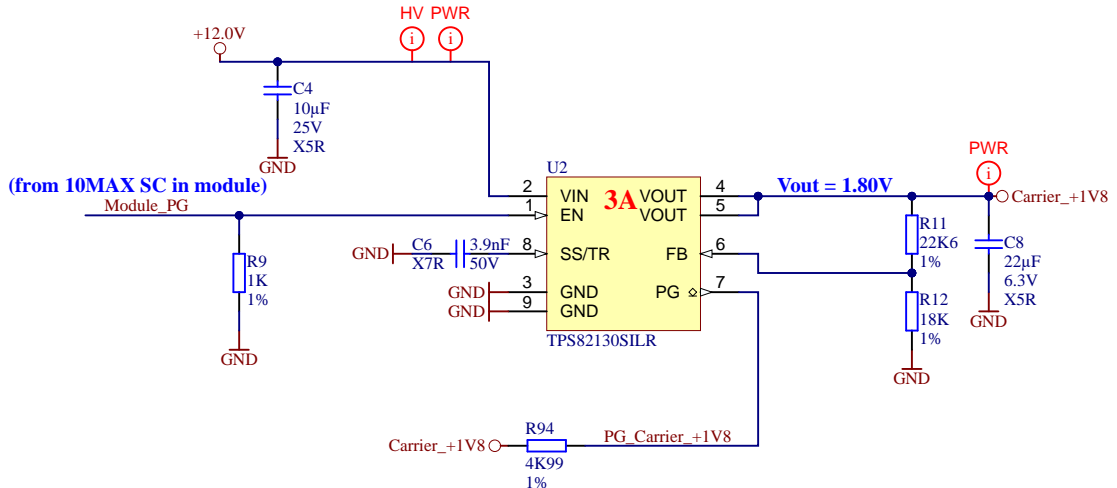 HV PWR
i i
+12.0V
C4
10µF
25V
X5R
GND
(from 10MAX SC in module)
Module_PG
R9
1K
1%
GND
U2
3A
2 VIN VOUT 4
1 EN VOUT 5
GND C6 3.9nF 8 SS/TR FB 6
X7R 50V
GND 3 GND PG 7
GND 9 GND
TPS82130SILR
Vout = 1.80V
PWR
i
Carrier_+1V8
R11
22K6
1%
C8
22µF
6.3V
X5R
GND
R12
18K
1%
GND
R94
Carrier_+1V8 PG_Carrier_+1V8
4K99
1%